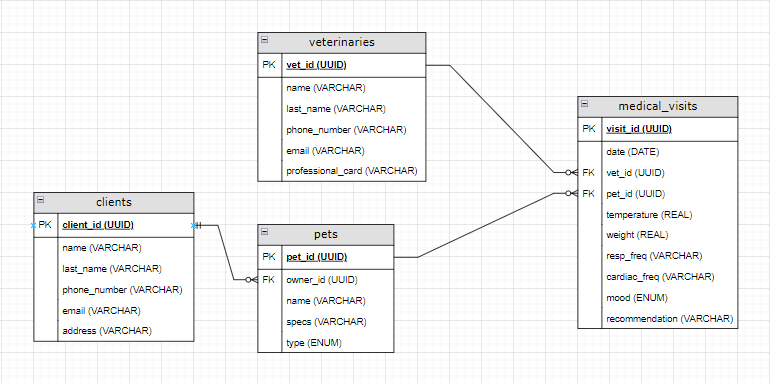 veterinaries
PK vet_id (UUID)
name (VARCHAR)
last_name (VARCHAR)
phone_number (VARCHAR)
email (VARCHAR)
professional_card (VARCHAR)
medical_visits
PK visit_id (UUID)
date (DATE)
FK vet_id (UUID)
FK pet_id (UUID)
temperature (REAL)
weight (REAL)
resp_freq (VARCHAR)
cardiac_freq (VARCHAR)
mood (ENUM)
recommendation (VARCHAR)
clients
PK client_id (UUID)
name (VARCHAR)
last_name (VARCHAR)
phone_number (VARCHAR)
email (VARCHAR)
address (VARCHAR)
pets
PK pet_id (UUID)
FK owner_id (UUID)
name (VARCHAR)
specs (VARCHAR)
type (ENUM)